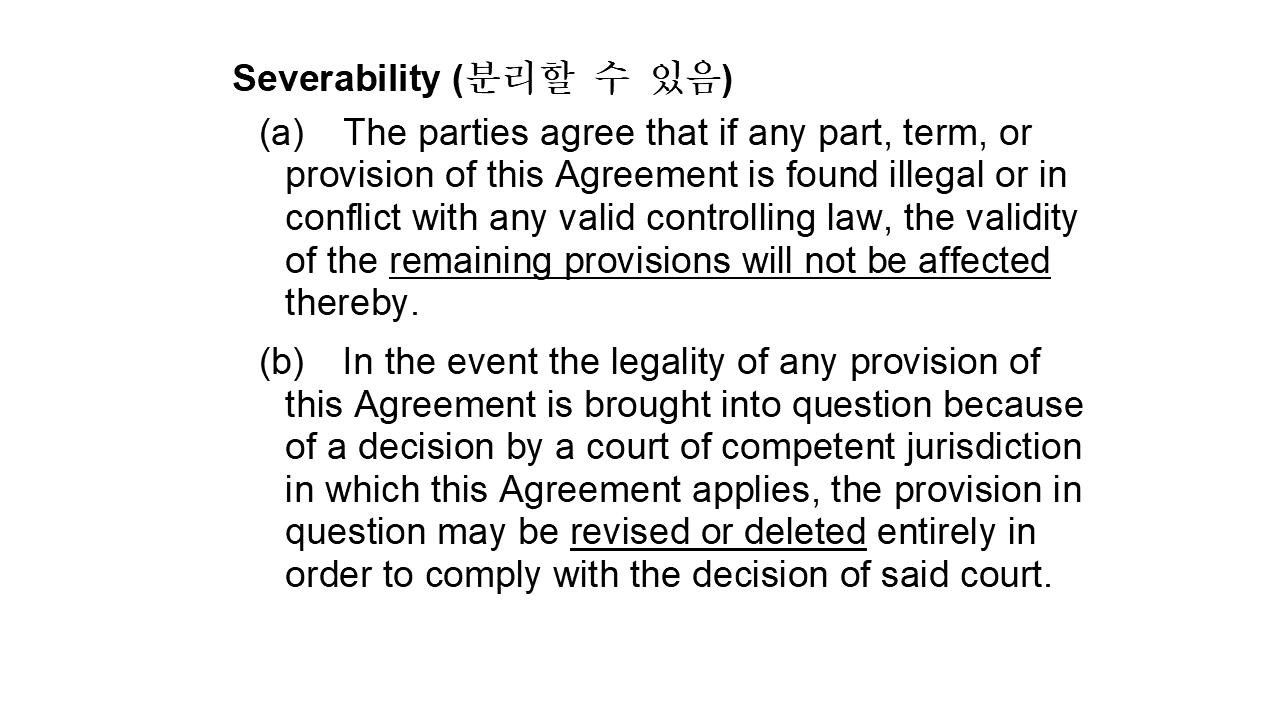 Severability (분리할 수 있음)
(a) The parties agree that if any part, term, or
provision of this Agreement is found illegal or in
conflict with any valid controlling law, the validity
of the remaining provisions will not be affected
thereby.
(b) In the event the legality of any provision of
this Agreement is brought into question because
of a decision by a court of competent jurisdiction
in which this Agreement applies, the provision in
question may be revised or deleted entirely in
order to comply with the decision of said court.